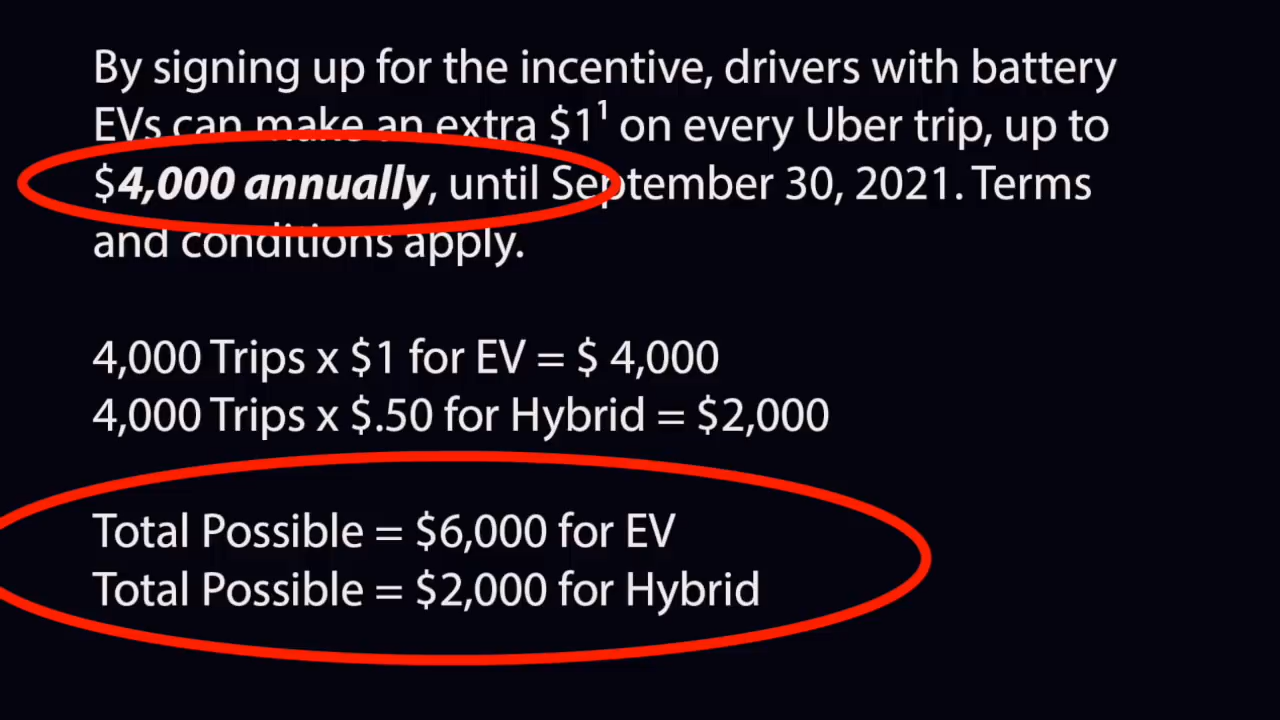 By signing up for the incentive, drivers with battery
EVs can make an extra $1¹ on every Uber trip, up to
$4,000 annually, until September 30, 2021. Terms
and conditions apply.
4,000 Trips x $1 for EV = $ 4,000
4,000 Trips x $.50 for Hybrid = $2,000
Total Possible = $6,000 for EV
Total Possible = $2,000 for Hybrid